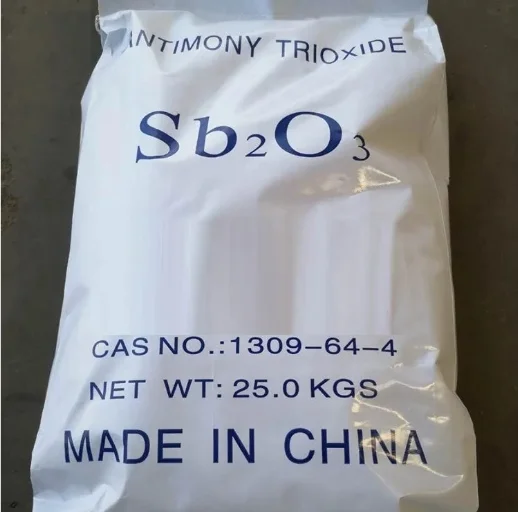 ANTIMONY TRIOXIDE
Sb₂O₃
CAS NO.:1309-64-4
NET WT: 25.0 KGS
MADE IN CHINA